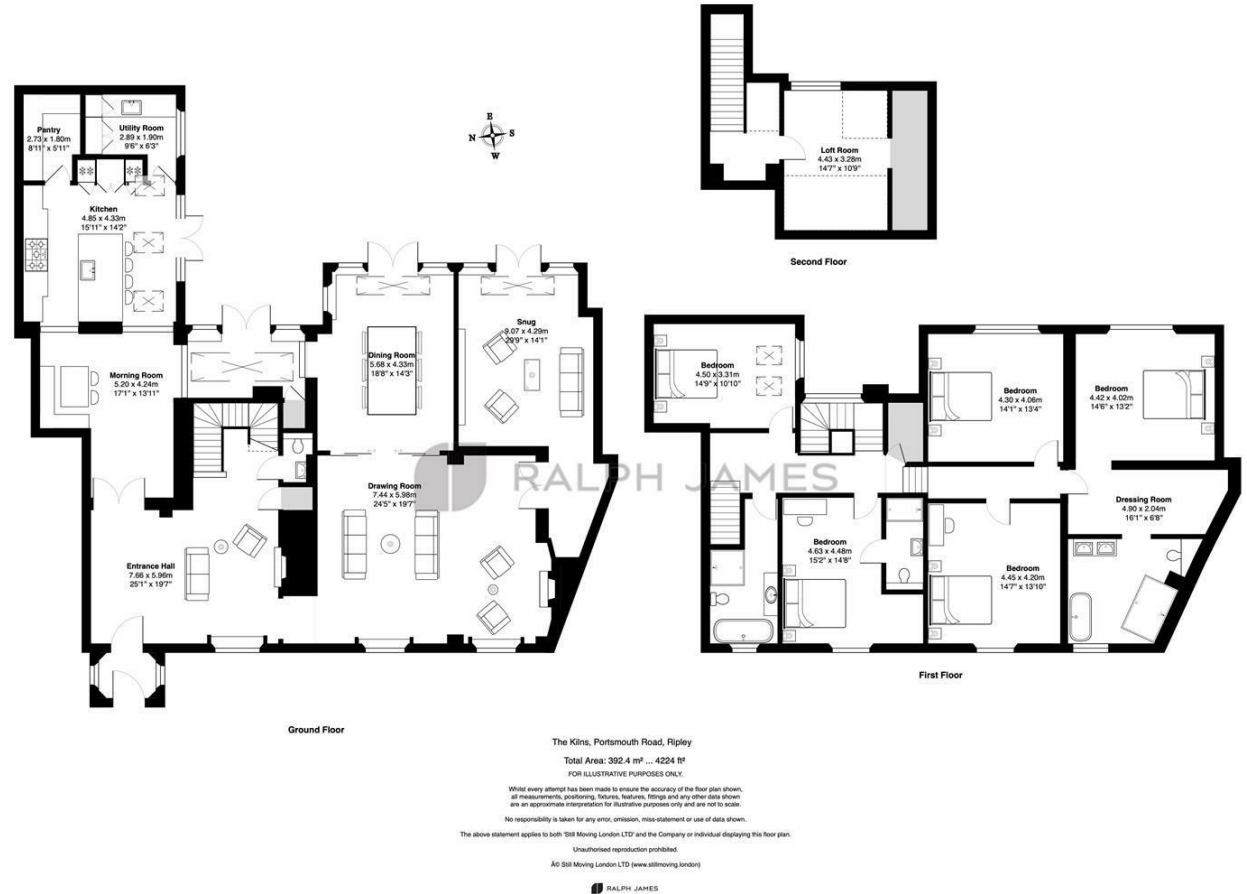 Pantry
2.73 x 1.80m
8'11" x 5'11"
Utility Room
2.89 x 1.90m
9'6" x 6'3"
Kitchen
4.85 x 4.33m
15'11" x 14'2"
Morning Room
5.20 x 4.24m
17'1" x 13'11"
Entrance Hall
7.66 x 5.96m
25'1" x 19'7"
Dining Room
5.68 x 4.33m
18'8" x 14'3"
Snug
9.07 x 4.29m
29'9" x 14'1"
Drawing Room
7.44 x 5.98m
24'5" x 19'7"
Ground Floor
E
N S
W
Loft Room
4.43 x 3.28m
14'7" x 10'9"
Second Floor
Bedroom
4.50 x 3.31m
14'9" x 10'10"
Bedroom
4.30 x 4.06m
14'1" x 13'4"
Bedroom
4.42 x 4.02m
14'6" x 13'2"
Dressing Room
4.90 x 2.04m
16'1" x 6'8"
Bedroom
4.63 x 4.48m
15'2" x 14'8"
Bedroom
4.45 x 4.20m
14'7" x 13'10"
First Floor
RALPH JAMES
The Kilns, Portsmouth Road, Ripley
Total Area: 392.4 m² ... 4224 ft²
FOR ILLUSTRATIVE PURPOSES ONLY.
Whilst every attempt has been made to ensure the accuracy of the floor plan shown,
all measurements, positioning, fixtures, features, fittings and any other data shown
are an approximate interpretation for illustrative purposes only and are not to scale.
No responsibility is taken for any error, omission, miss-statement or use of data shown.
The above statement applies to both 'Still Moving London LTD' and the Company or individual displaying this floor plan.
Unauthorised reproduction prohibited.
Â© Still Moving London LTD (www.stillmoving.london)
RALPH JAMES